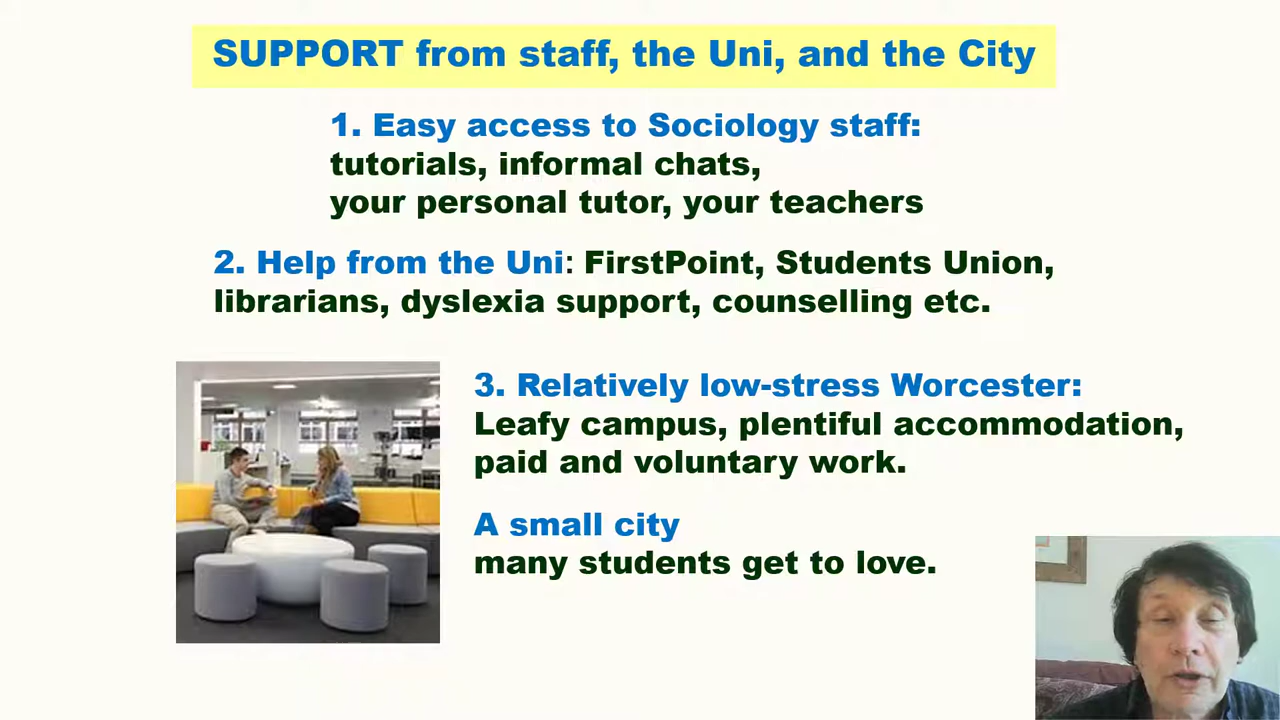 SUPPORT from staff, the Uni, and the City
1. Easy access to Sociology staff:
tutorials, informal chats,
your personal tutor, your teachers
2. Help from the Uni: FirstPoint, Students Union,
librarians, dyslexia support, counselling etc.
3. Relatively low-stress Worcester:
Leafy campus, plentiful accommodation,
paid and voluntary work.
A small city
many students get to love.